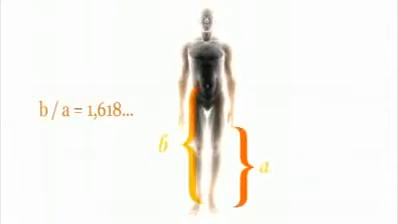 b / a = 1,618...
b
a